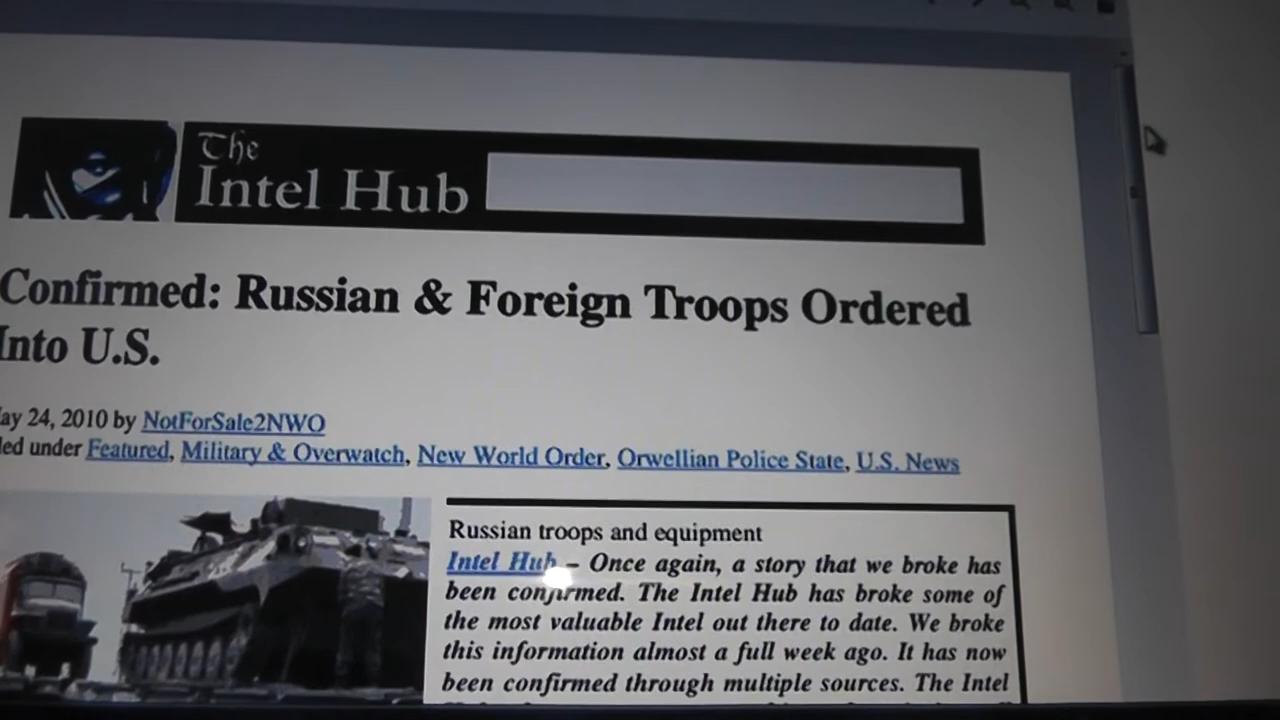 The
Intel Hub
Confirmed: Russian & Foreign Troops Ordered
Into U.S.
ay 24, 2010 by NotForSale2NWO
led under Featured, Military & Overwatch, New World Order, Orwellian Police State, U.S. News
Russian troops and equipment
Intel Hub – Once again, a story that we broke has
been confirmed. The Intel Hub has broke some of
the most valuable Intel out there to date. We broke
this information almost a full week ago. It has now
been confirmed through multiple sources. The Intel